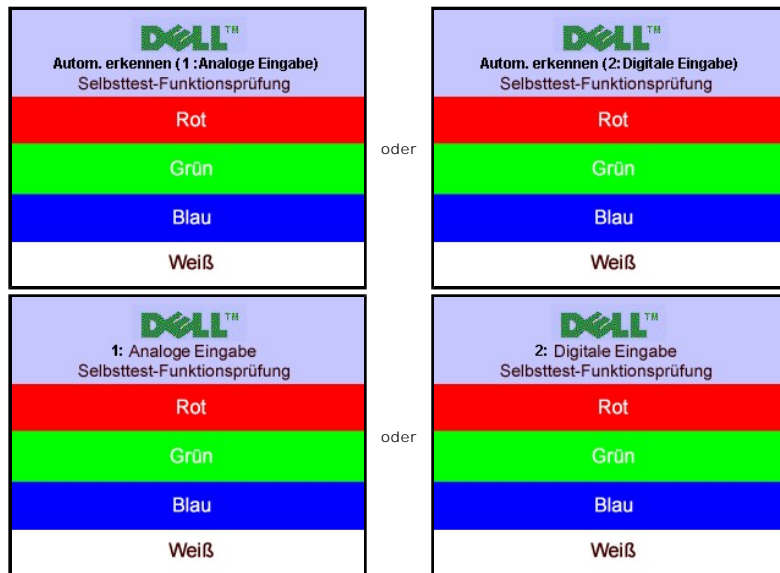 DELL™
Autom. erkennen (1:Analoge Eingabe)
Selbsttest-Funktionsprüfung
Rot
Grün
Blau
Weiß
oder
DELL™
Autom. erkennen (2:Digitale Eingabe)
Selbsttest-Funktionsprüfung
Rot
Grün
Blau
Weiß
DELL™
1: Analoge Eingabe
Selbsttest-Funktionsprüfung
Rot
Grün
Blau
Weiß
oder
DELL™
2: Digitale Eingabe
Selbsttest-Funktionsprüfung
Rot
Grün
Blau
Weiß